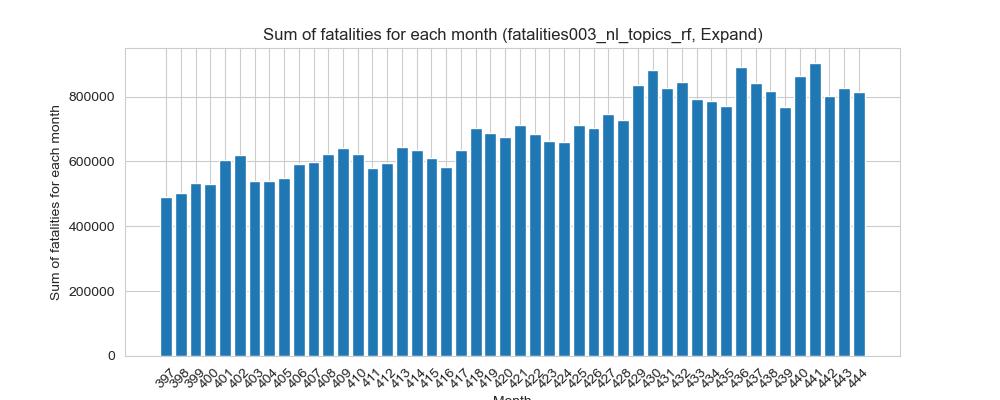 Sum of fatalities for each month (fatalities003_nl_topics_rf, Expand)
Sum of fatalities for each month
800000
600000
400000
200000
0
397 398 399 400 401 402 403 404 405 406 407 408 409 410 411 412 413 414 415 416 417 418 419 420 421 422 423 424 425 426 427 428 429 430 431 432 433 434 435 436 437 438 439 440 441 442 443 444
Month